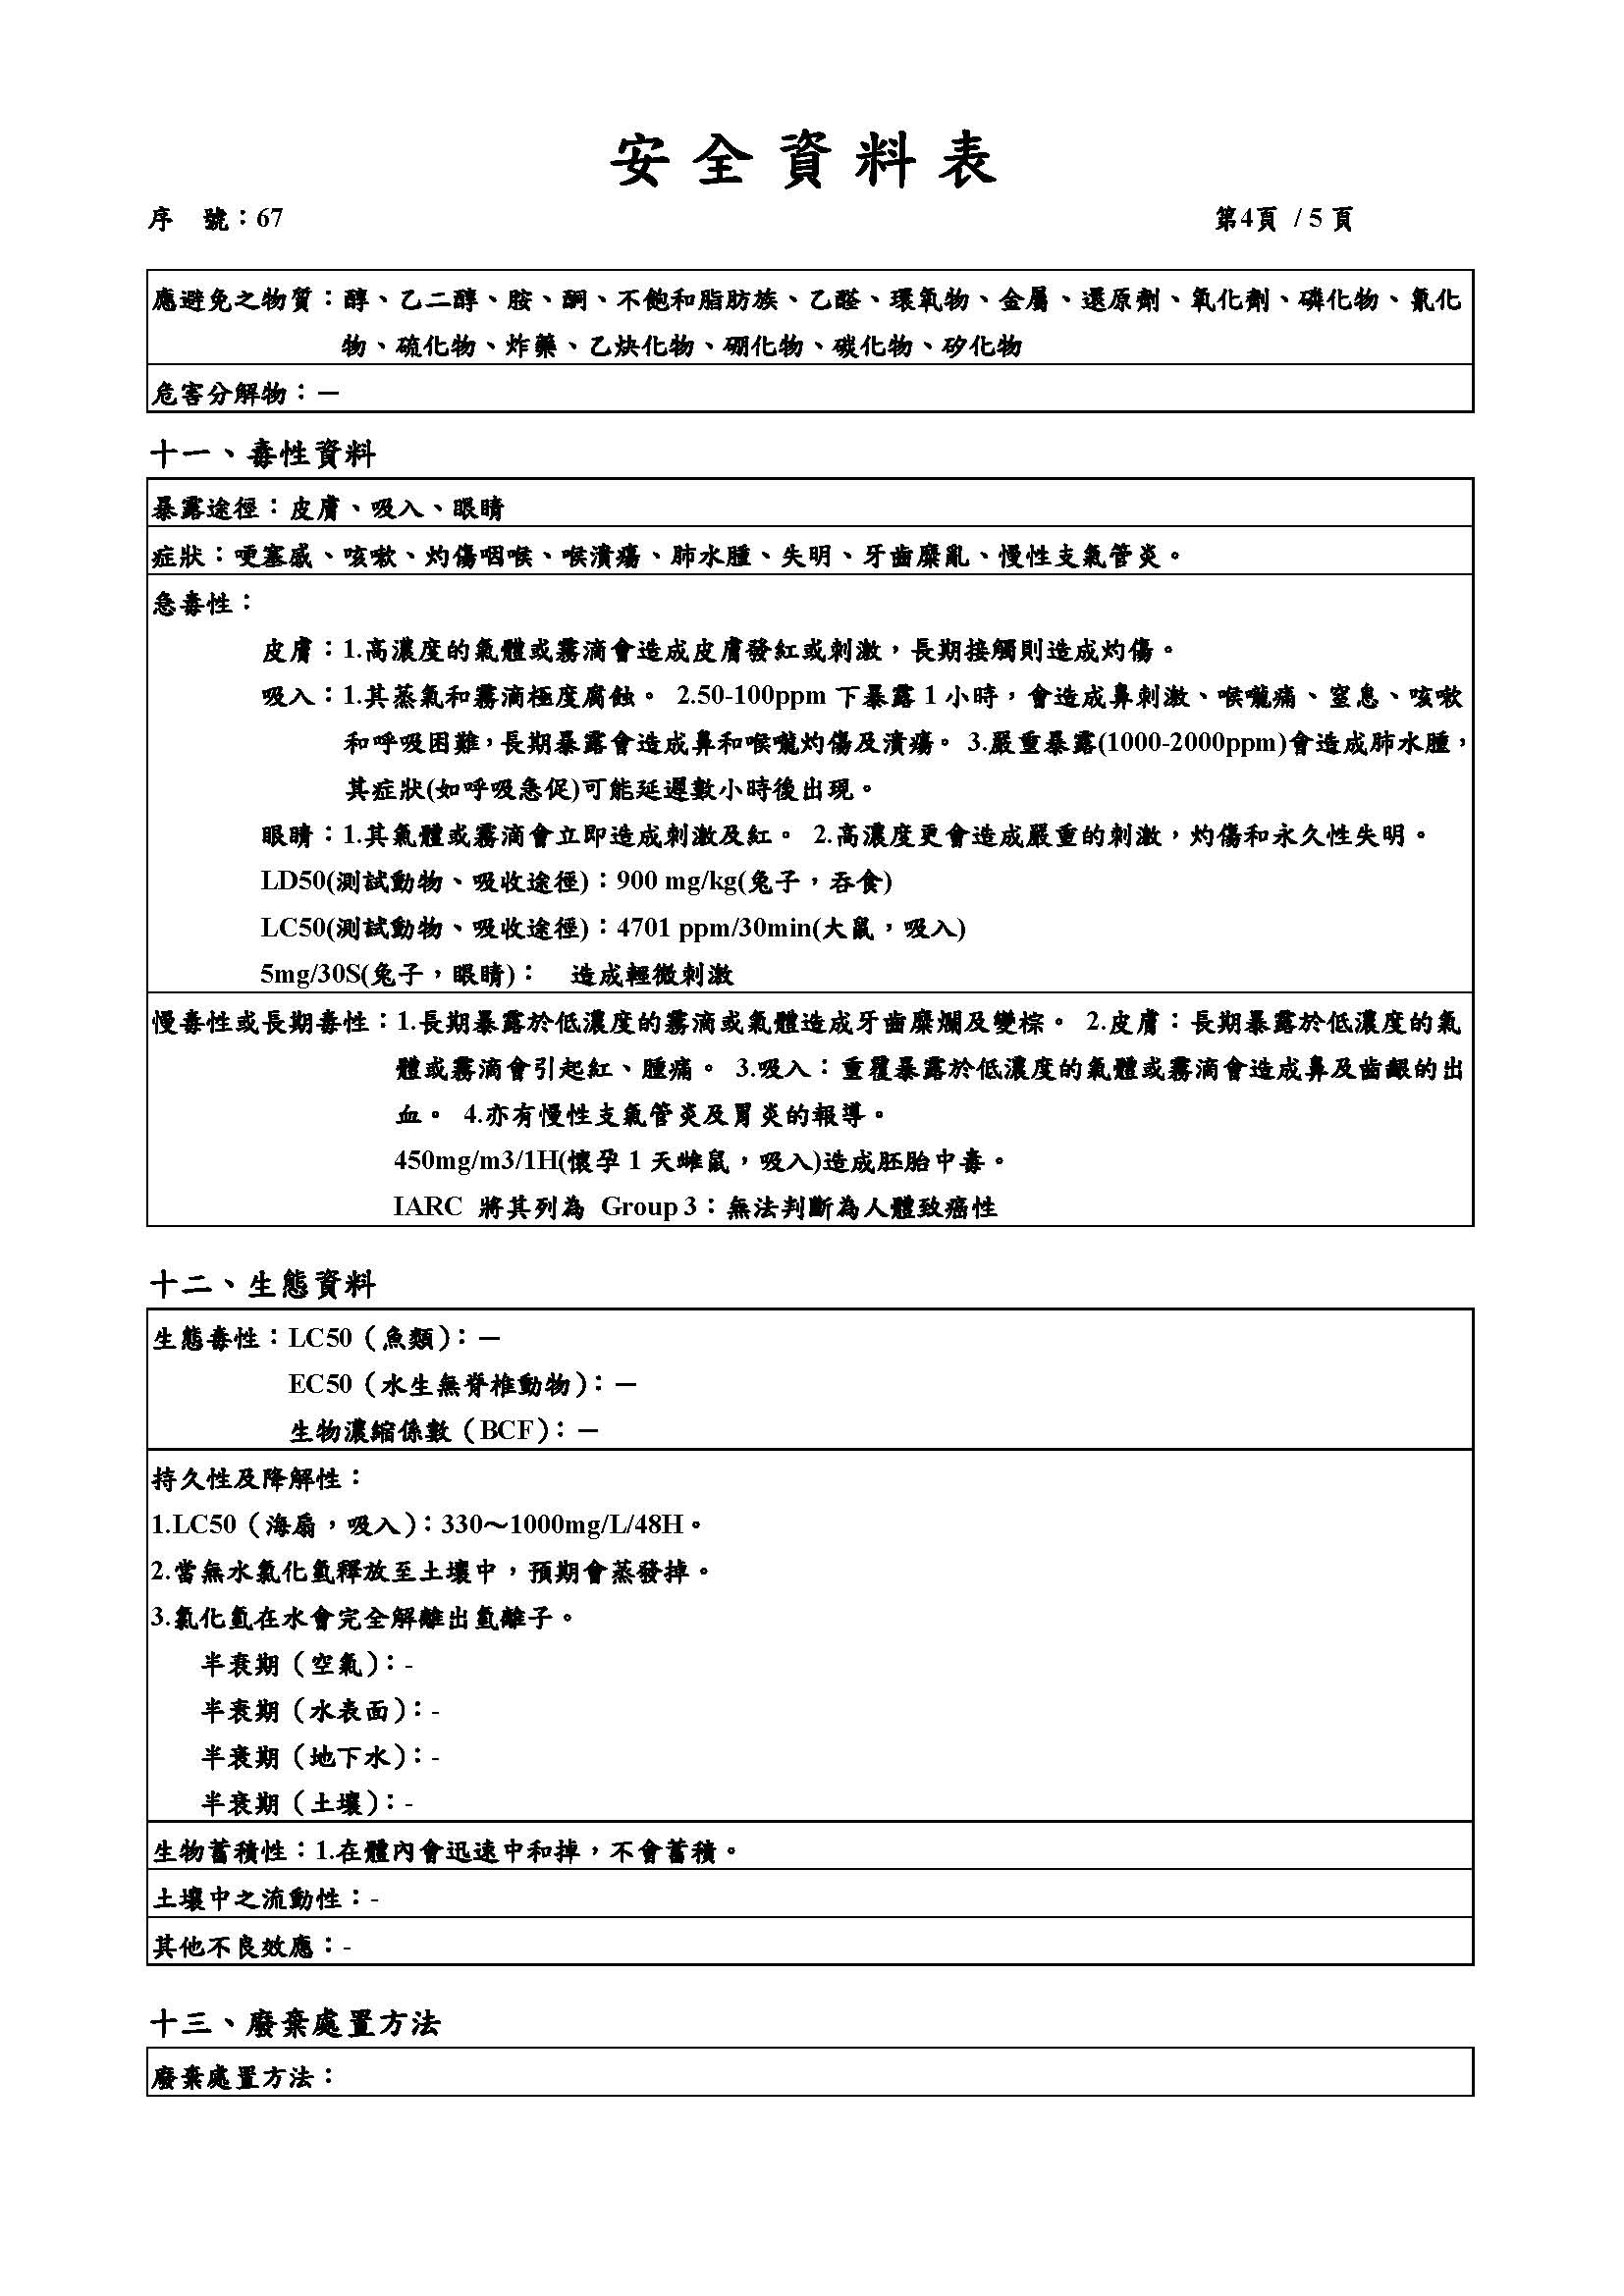 安全資料表
序　號：67　　第4頁 / 5 頁
應避免之物質：醇、乙二醇、胺、酮、不飽和脂肪族、乙醛、環氧物、金屬、還原劑、氧化劑、磷化物、氰化
物、硫化物、炸藥、乙炔化物、硼化物、碳化物、矽化物
危害分解物：－
十一、毒性資料
暴露途徑：皮膚、吸入、眼睛
症狀：哽塞感、咳嗽、灼傷咽喉、喉潰瘍、肺水腫、失明、牙齒糜亂、慢性支氣管炎。
急毒性：
皮膚：1.高濃度的氣體或霧滴會造成皮膚發紅或刺激，長期接觸則造成灼傷。
吸入：1.其蒸氣和霧滴極度腐蝕。 2.50-100ppm 下暴露 1 小時，會造成鼻刺激、喉嚨痛、窒息、咳嗽
和呼吸困難，長期暴露會造成鼻和喉嚨灼傷及潰瘍。 3.嚴重暴露(1000-2000ppm)會造成肺水腫，
其症狀(如呼吸急促)可能延遲數小時後出現。
眼睛：1.其氣體或霧滴會立即造成刺激及紅。 2.高濃度更會造成嚴重的刺激，灼傷和永久性失明。
LD50(測試動物、吸收途徑)：900 mg/kg(兔子，吞食)
LC50(測試動物、吸收途徑)：4701 ppm/30min(大鼠，吸入)
5mg/30S(兔子，眼睛)：　造成輕微刺激
慢毒性或長期毒性：1.長期暴露於低濃度的霧滴或氣體造成牙齒糜爛及變棕。 2.皮膚：長期暴露於低濃度的氣
體或霧滴會引起紅、腫痛。 3.吸入：重覆暴露於低濃度的氣體或霧滴會造成鼻及齒齦的出
血。 4.亦有慢性支氣管炎及胃炎的報導。
450mg/m3/1H(懷孕 1 天雌鼠，吸入)造成胚胎中毒。
IARC 將其列為 Group 3：無法判斷為人體致癌性
十二、生態資料
生態毒性：LC50（魚類）：－
EC50（水生無脊椎動物）：－
生物濃縮係數（BCF）：－
持久性及降解性：
1.LC50（海扇，吸入）：330～1000mg/L/48H。
2.當無水氯化氫釋放至土壤中，預期會蒸發掉。
3.氯化氫在水會完全解離出氫離子。
半衰期（空氣）：-
半衰期（水表面）：-
半衰期（地下水）：-
半衰期（土壤）：-
生物蓄積性：1.在體內會迅速中和掉，不會蓄積。
土壤中之流動性：-
其他不良效應：-
十三、廢棄處置方法
廢棄處置方法：